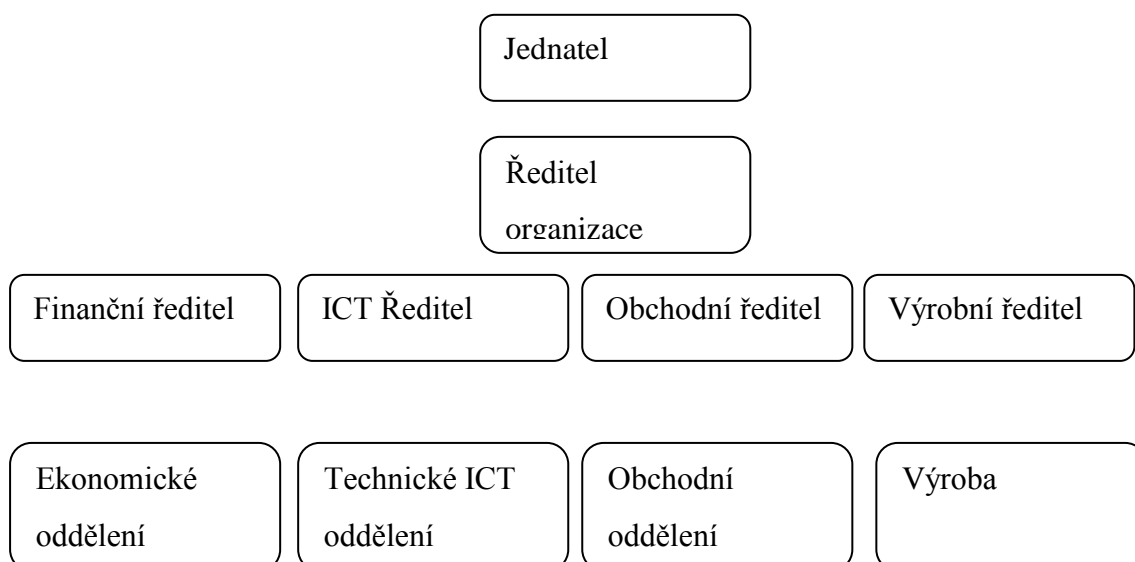 Jednatel
Ředitel
organizace
Finanční ředitel
ICT Ředitel
Obchodní ředitel
Výrobní ředitel
Ekonomické
oddělení
Technické ICT
oddělení
Obchodní
oddělení
Výroba